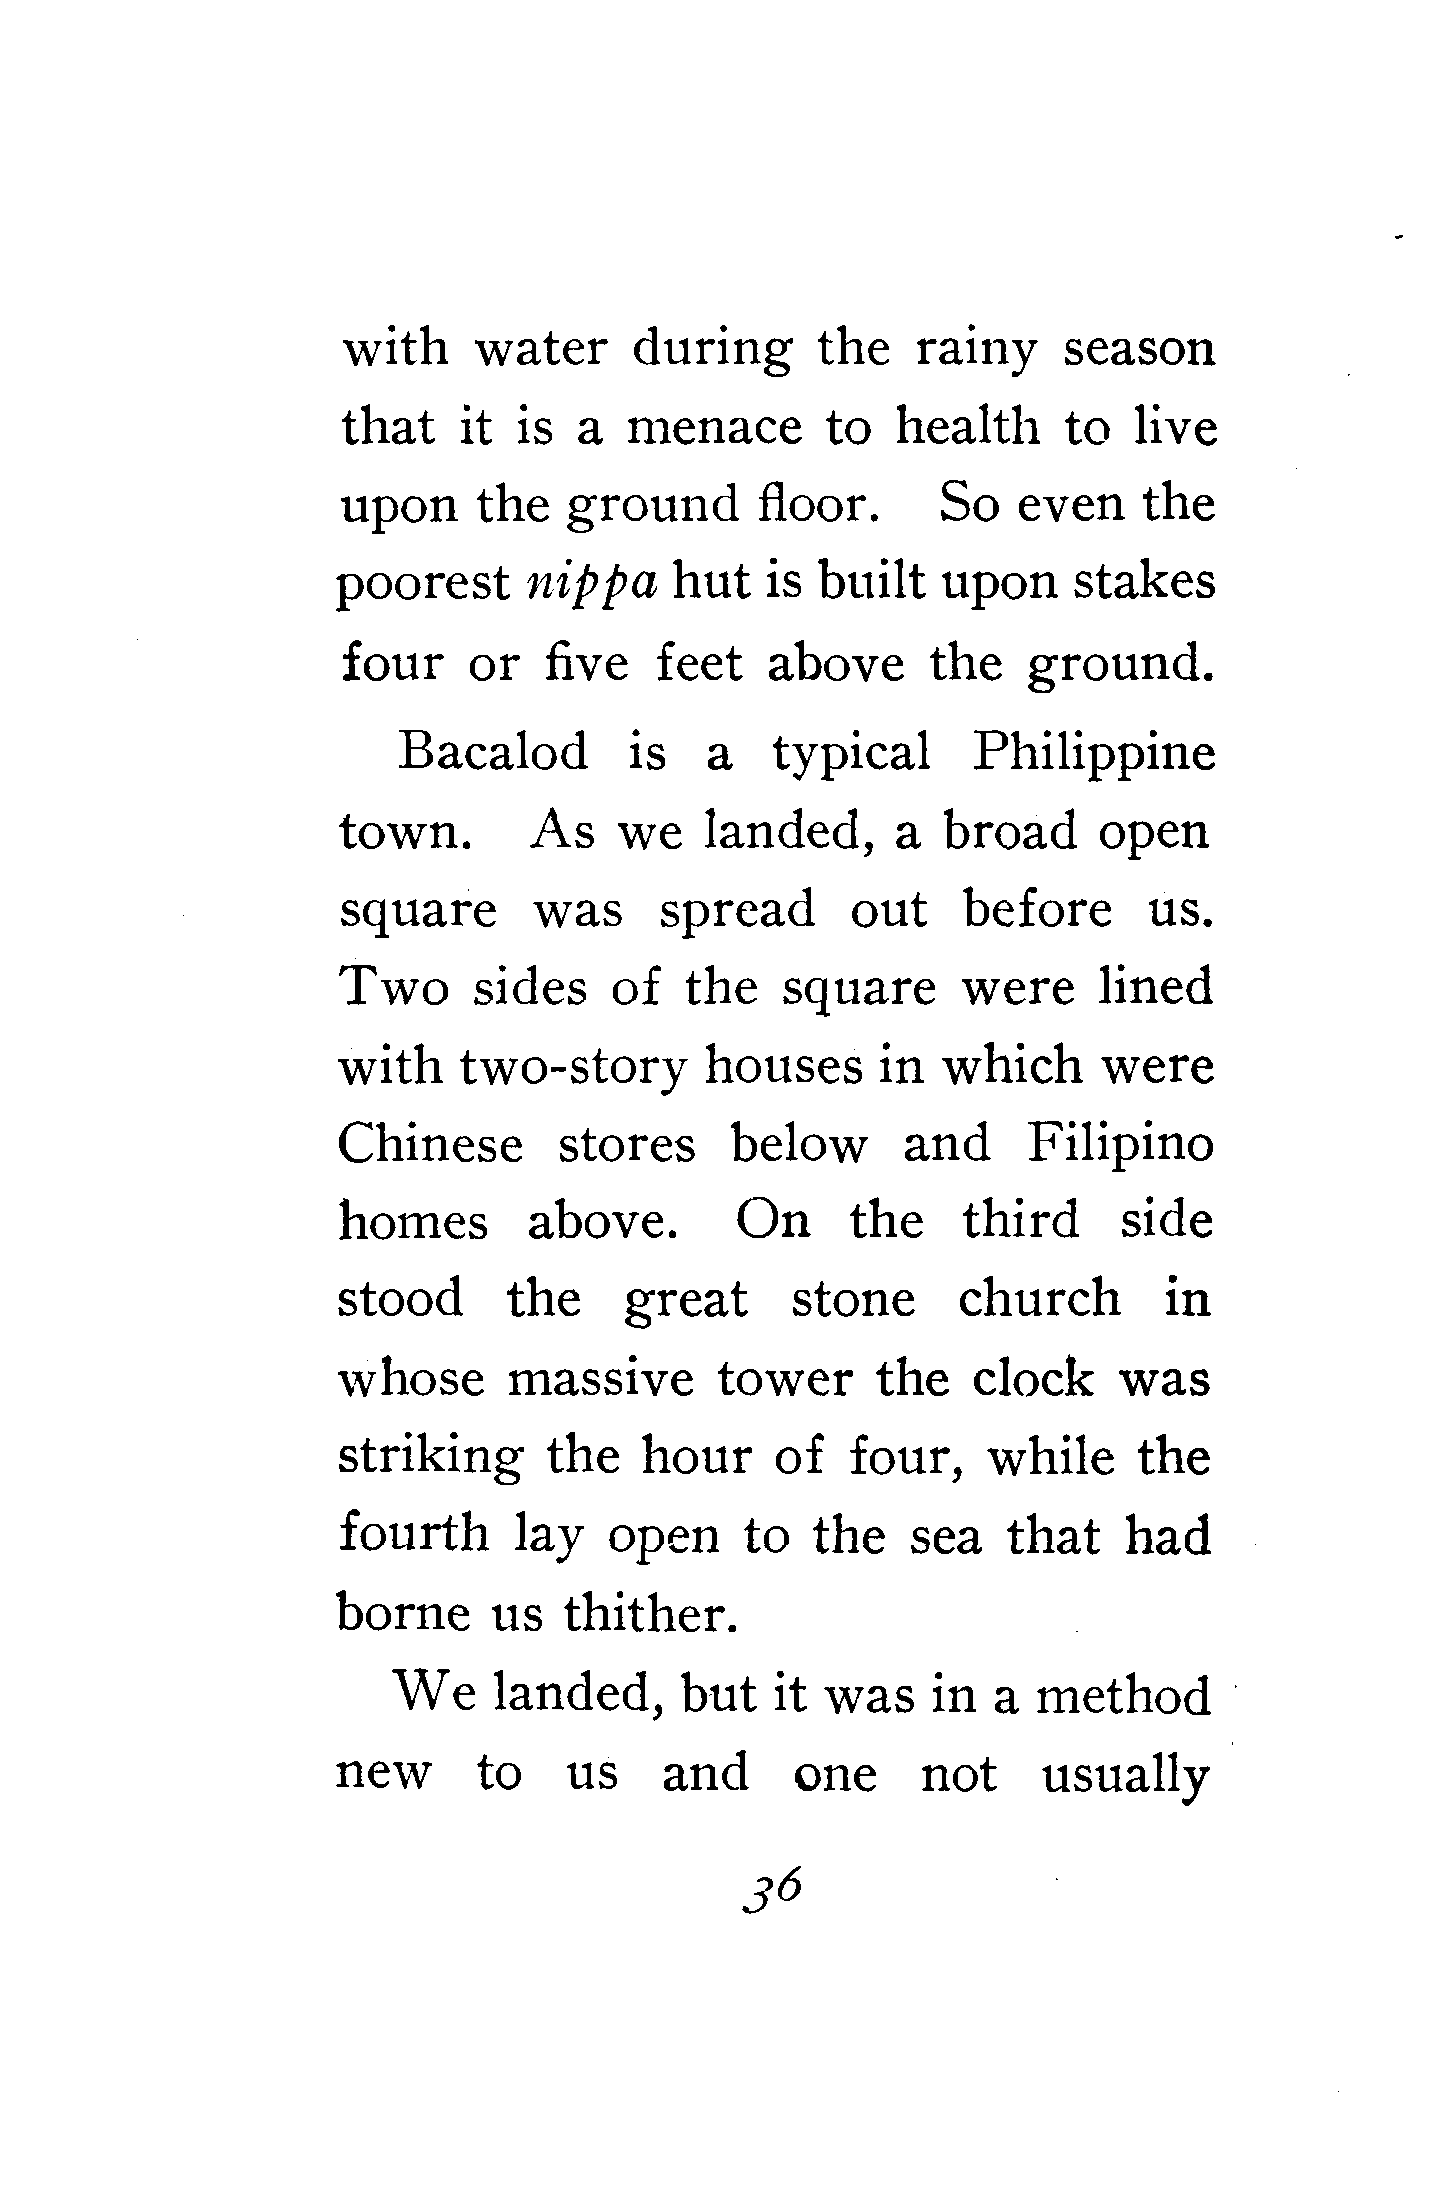 with water during the rainy season
that it is a menace to health to live
upon the ground floor. So even the
poorest nippa hut is built upon stakes
four or five feet above the ground.
Bacalod is a typical Philippine
town. As we landed, a broad open
square was spread out before us.
Two sides of the square were lined
with two-story houses in which were
Chinese stores below and Filipino
homes above. On the third side
stood the great stone church in
whose massive tower the clock was
striking the hour of four, while the
fourth lay open to the sea that had
borne us thither.
We landed, but it was in a method
new to us and one not usually
36